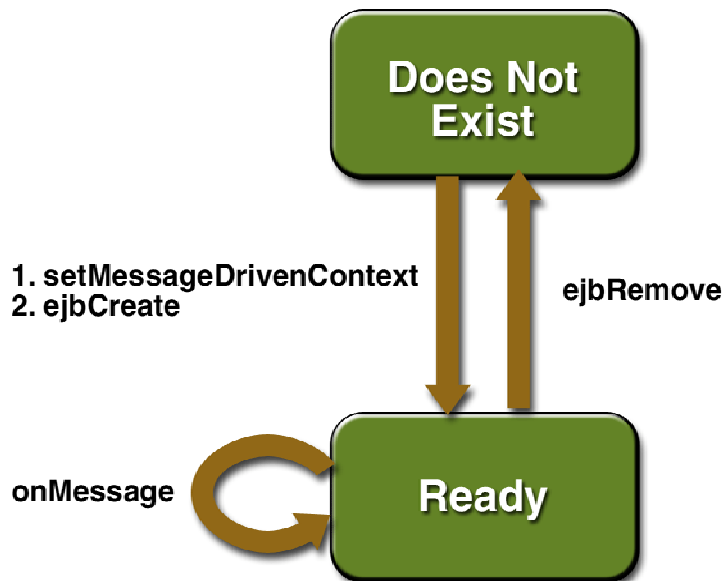 Does Not
Exist
1. setMessageDrivenContext
2. ejbCreate
ejbRemove
onMessage
Ready